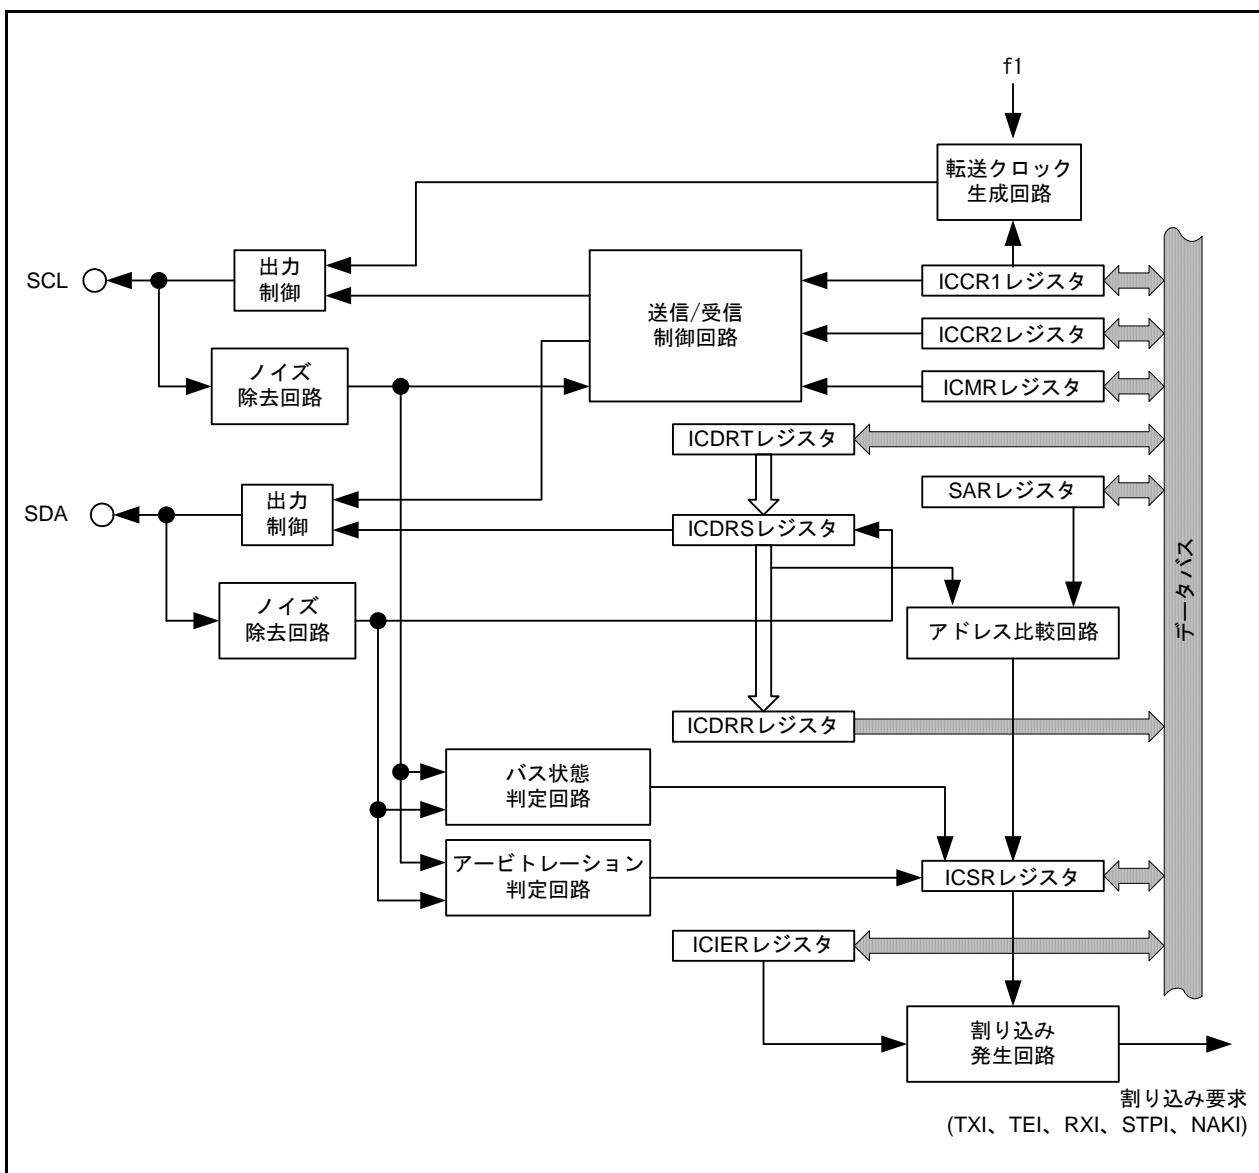 f1
転送クロック
生成回路
SCL
出力
制御
送信/受信
制御回路
ICCR1レジスタ
ICCR2レジスタ
ICMRレジスタ
ノイズ
除去回路
ICDRTレジスタ
SARレジスタ
SDA
出力
制御
ICDRSレジスタ
ノイズ
除去回路
アドレス比較回路
データバス
ICDRRレジスタ
バス状態
判定回路
アービトレーション
判定回路
ICSRレジスタ
ICIERレジスタ
割り込み
発生回路
割り込み要求
(TXI、TEI、RXI、STPI、NAKI)